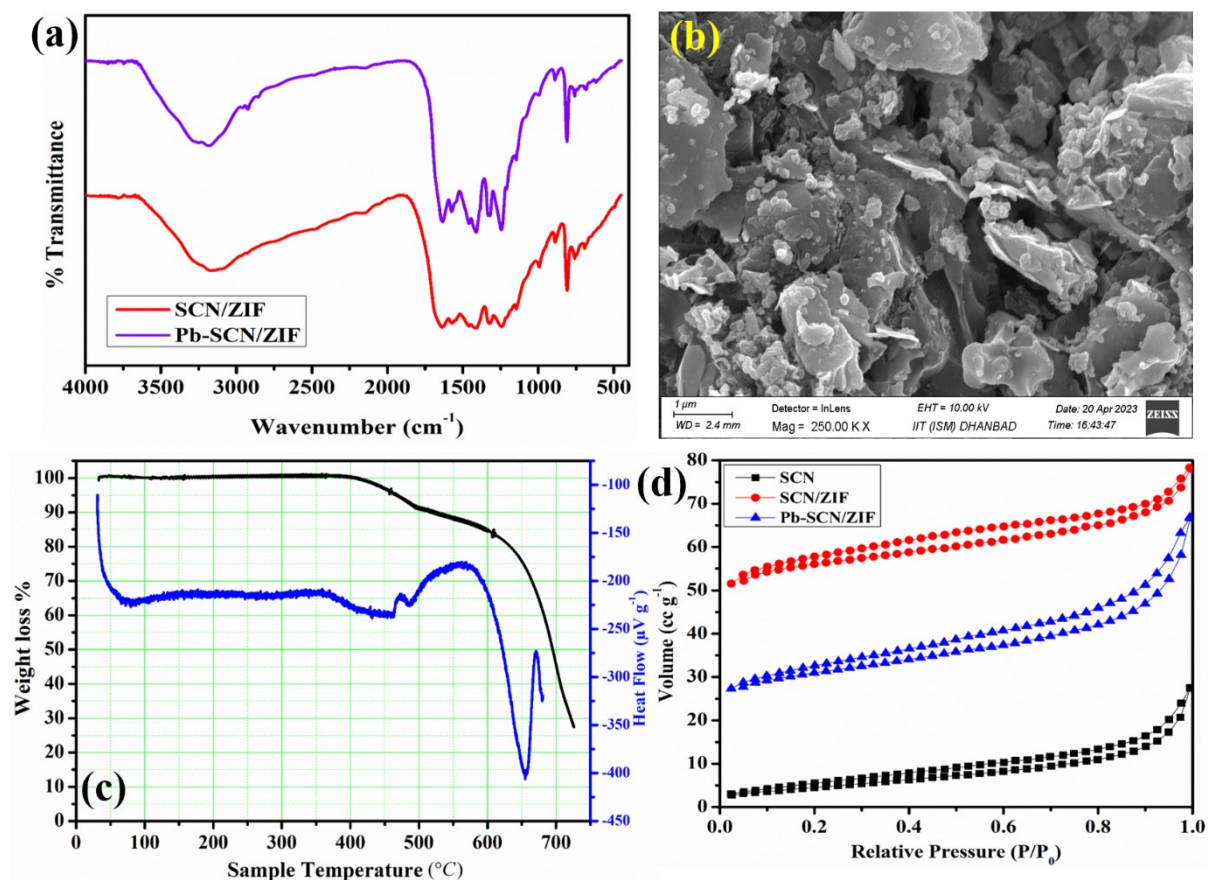 (a)
% Transmittance
SCN/ZIF
Pb-SCN/ZIF
4000 3500 3000 2500 2000 1500 1000 500
Wavenumber (cm⁻¹)
(b)
1 µm
WD = 2.4 mm
Detector = InLens
Mag = 250.00 K X
EHT = 10.00 kV
IIT (ISM) DHANBAD
Date: 20 Apr 2023
Time: 16:43:47
ZEISS
(c)
Weight loss %
100
90
80
70
60
50
40
30
20
10
0
0 100 200 300 400 500 600 700
Sample Temperature (°C)
-100
-150
-200
-250
-300
-350
-400
-450
Heat Flow (µV g⁻¹)
(d)
SCN
SCN/ZIF
Pb-SCN/ZIF
Volume (cc g⁻¹)
80
70
60
50
40
30
20
10
0
0.0 0.2 0.4 0.6 0.8 1.0
Relative Pressure (P/P₀)